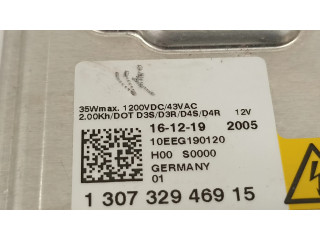 35Wmax. 1200VDC/43VAC
2.00Kh/DOT D3S/D3R/D4S/D4R 12V
16-12-19 2005
10EEG190120
H00 S0000
GERMANY
01
1 307 329 469 15